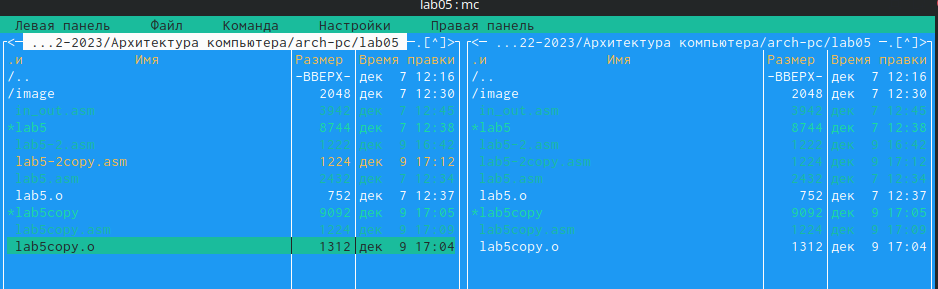 lab05 : mc
Левая панель Файл Команда Настройки Правая панель
<— ...2-2023/Архитектура компьютера/arch-pc/lab05 —.[^]> <— ...22-2023/Архитектура компьютера/arch-pc/lab05 —.[^]>
.и Имя Размер Время правки .и Имя Размер Время правки
/.. -ВВЕРХ- дек 7 12:16 /.. -ВВЕРХ- дек 7 12:16
/image 2048 дек 7 12:30 /image 2048 дек 7 12:30
in_out.asm 3942 дек 7 12:45 in_out.asm 3942 дек 7 12:45
*lab5 8744 дек 7 12:38 *lab5 8744 дек 7 12:38
lab5-2.asm 1222 дек 9 16:42 lab5-2.asm 1222 дек 9 16:42
lab5-2copy.asm 1224 дек 9 17:12 lab5-2copy.asm 1224 дек 9 17:12
lab5.asm 2432 дек 7 12:34 lab5.asm 2432 дек 7 12:34
lab5.o 752 дек 7 12:37 lab5.o 752 дек 7 12:37
*lab5copy 9092 дек 9 17:05 *lab5copy 9092 дек 9 17:05
lab5copy.asm 1224 дек 9 17:09 lab5copy.asm 1224 дек 9 17:09
lab5copy.o 1312 дек 9 17:04 lab5copy.o 1312 дек 9 17:04